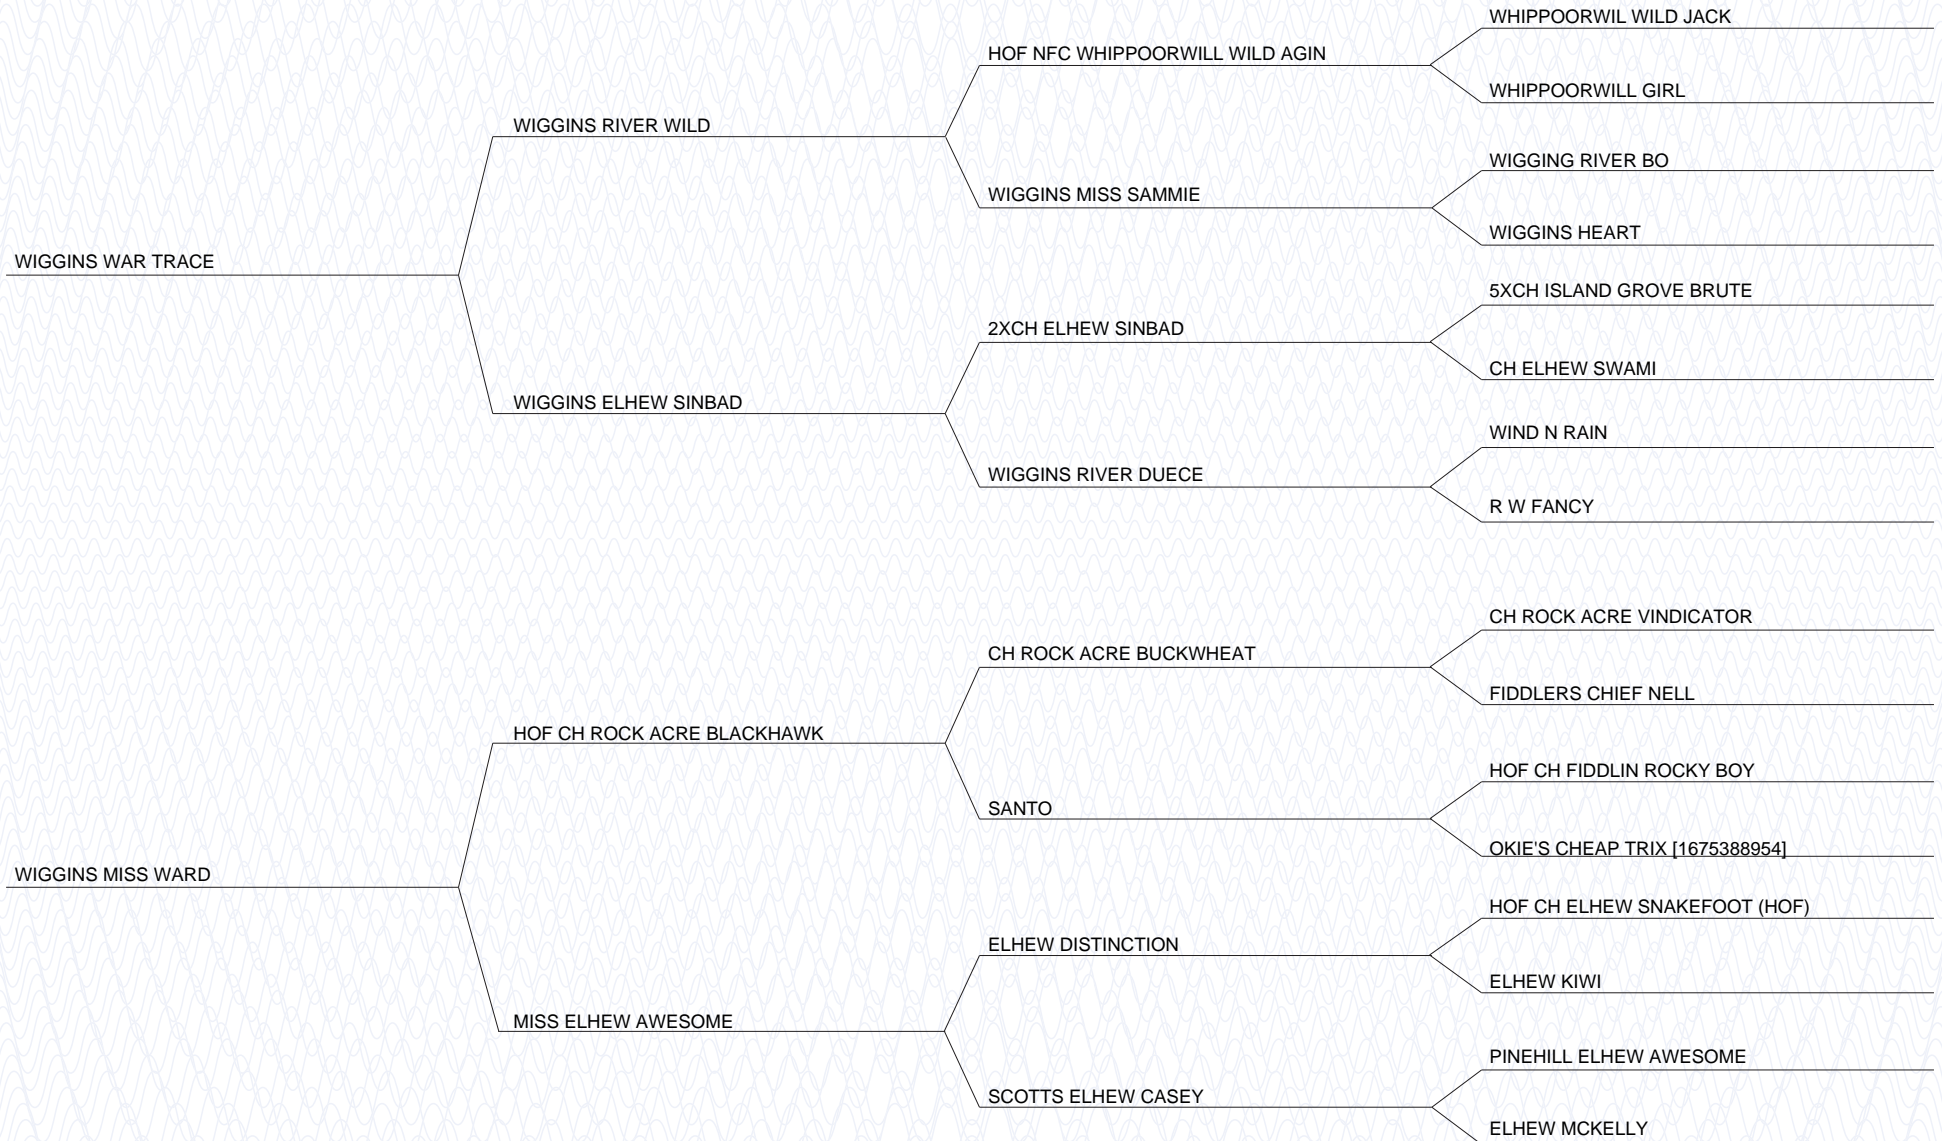 WHIPPOORWIL WILD JACK
HOF NFC WHIPPOORWILL WILD AGIN
WHIPPOORWILL GIRL
WIGGINS RIVER WILD
WIGGING RIVER BO
WIGGINS MISS SAMMIE
WIGGINS HEART
WIGGINS WAR TRACE
5XCH ISLAND GROVE BRUTE
2XCH ELHEW SINBAD
CH ELHEW SWAMI
WIGGINS ELHEW SINBAD
WIND N RAIN
WIGGINS RIVER DUECE
R W FANCY
CH ROCK ACRE VINDICATOR
CH ROCK ACRE BUCKWHEAT
FIDDLERS CHIEF NELL
HOF CH ROCK ACRE BLACKHAWK
HOF CH FIDDLIN ROCKY BOY
SANTO
OKIE'S CHEAP TRIX [1675388954]
WIGGINS MISS WARD
HOF CH ELHEW SNAKEFOOT (HOF)
ELHEW DISTINCTION
ELHEW KIWI
MISS ELHEW AWESOME
PINEHILL ELHEW AWESOME
SCOTTS ELHEW CASEY
ELHEW MCKELLY